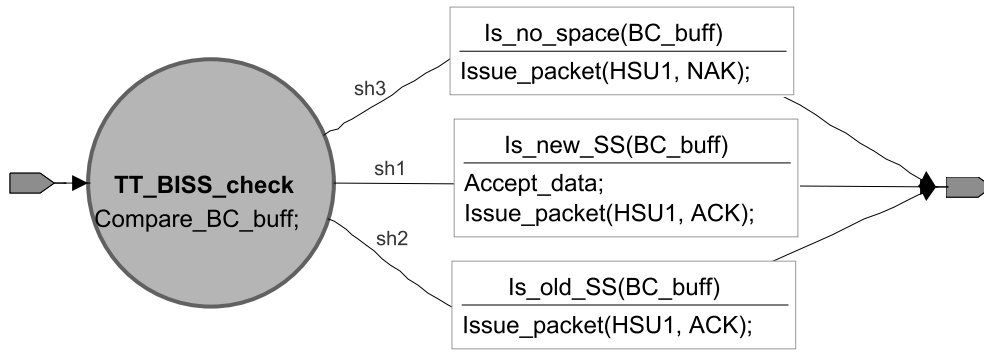 Is_no_space(BC_buff)
Issue_packet(HSU1, NAK);
sh3
Is_new_SS(BC_buff)
Accept_data;
Issue_packet(HSU1, ACK);
sh1
TT_BISS_check
Compare_BC_buff;
sh2
Is_old_SS(BC_buff)
Issue_packet(HSU1, ACK);